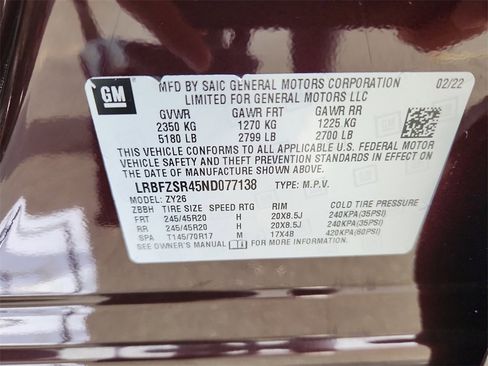 GM
MFD BY SAIC GENERAL MOTORS CORPORATION 02/22
LIMITED FOR GENERAL MOTORS LLC
GVWR GAWR FRT GAWR RR
2350 KG 1270 KG 1225 KG
5180 LB 2799 LB 2700 LB
THIS VEHICLE CONFORMS TO ALL APPLICABLE U.S. FEDERAL MOTOR
VEHICLE SAFETY AND THEFT PREVENTION STANDARDS IN EFFECT ON
THE DATE OF MANUFACTURE SHOWN ABOVE.
LRBFZSR45ND077138 TYPE: M.P.V.
MODEL: ZY26
ZBBH TIRE SIZE SPEED RTG RIM COLD TIRE PRESSURE
FRT 245/45R20 H 20X8.5J 240KPA(35PSI)
RR 245/45R20 H 20X8.5J 240KPA(35PSI)
SPA T145/70R17 M 17X4B 420KPA(60PSI)
SEE OWNER'S MANUAL FOR MORE INFORMATION.